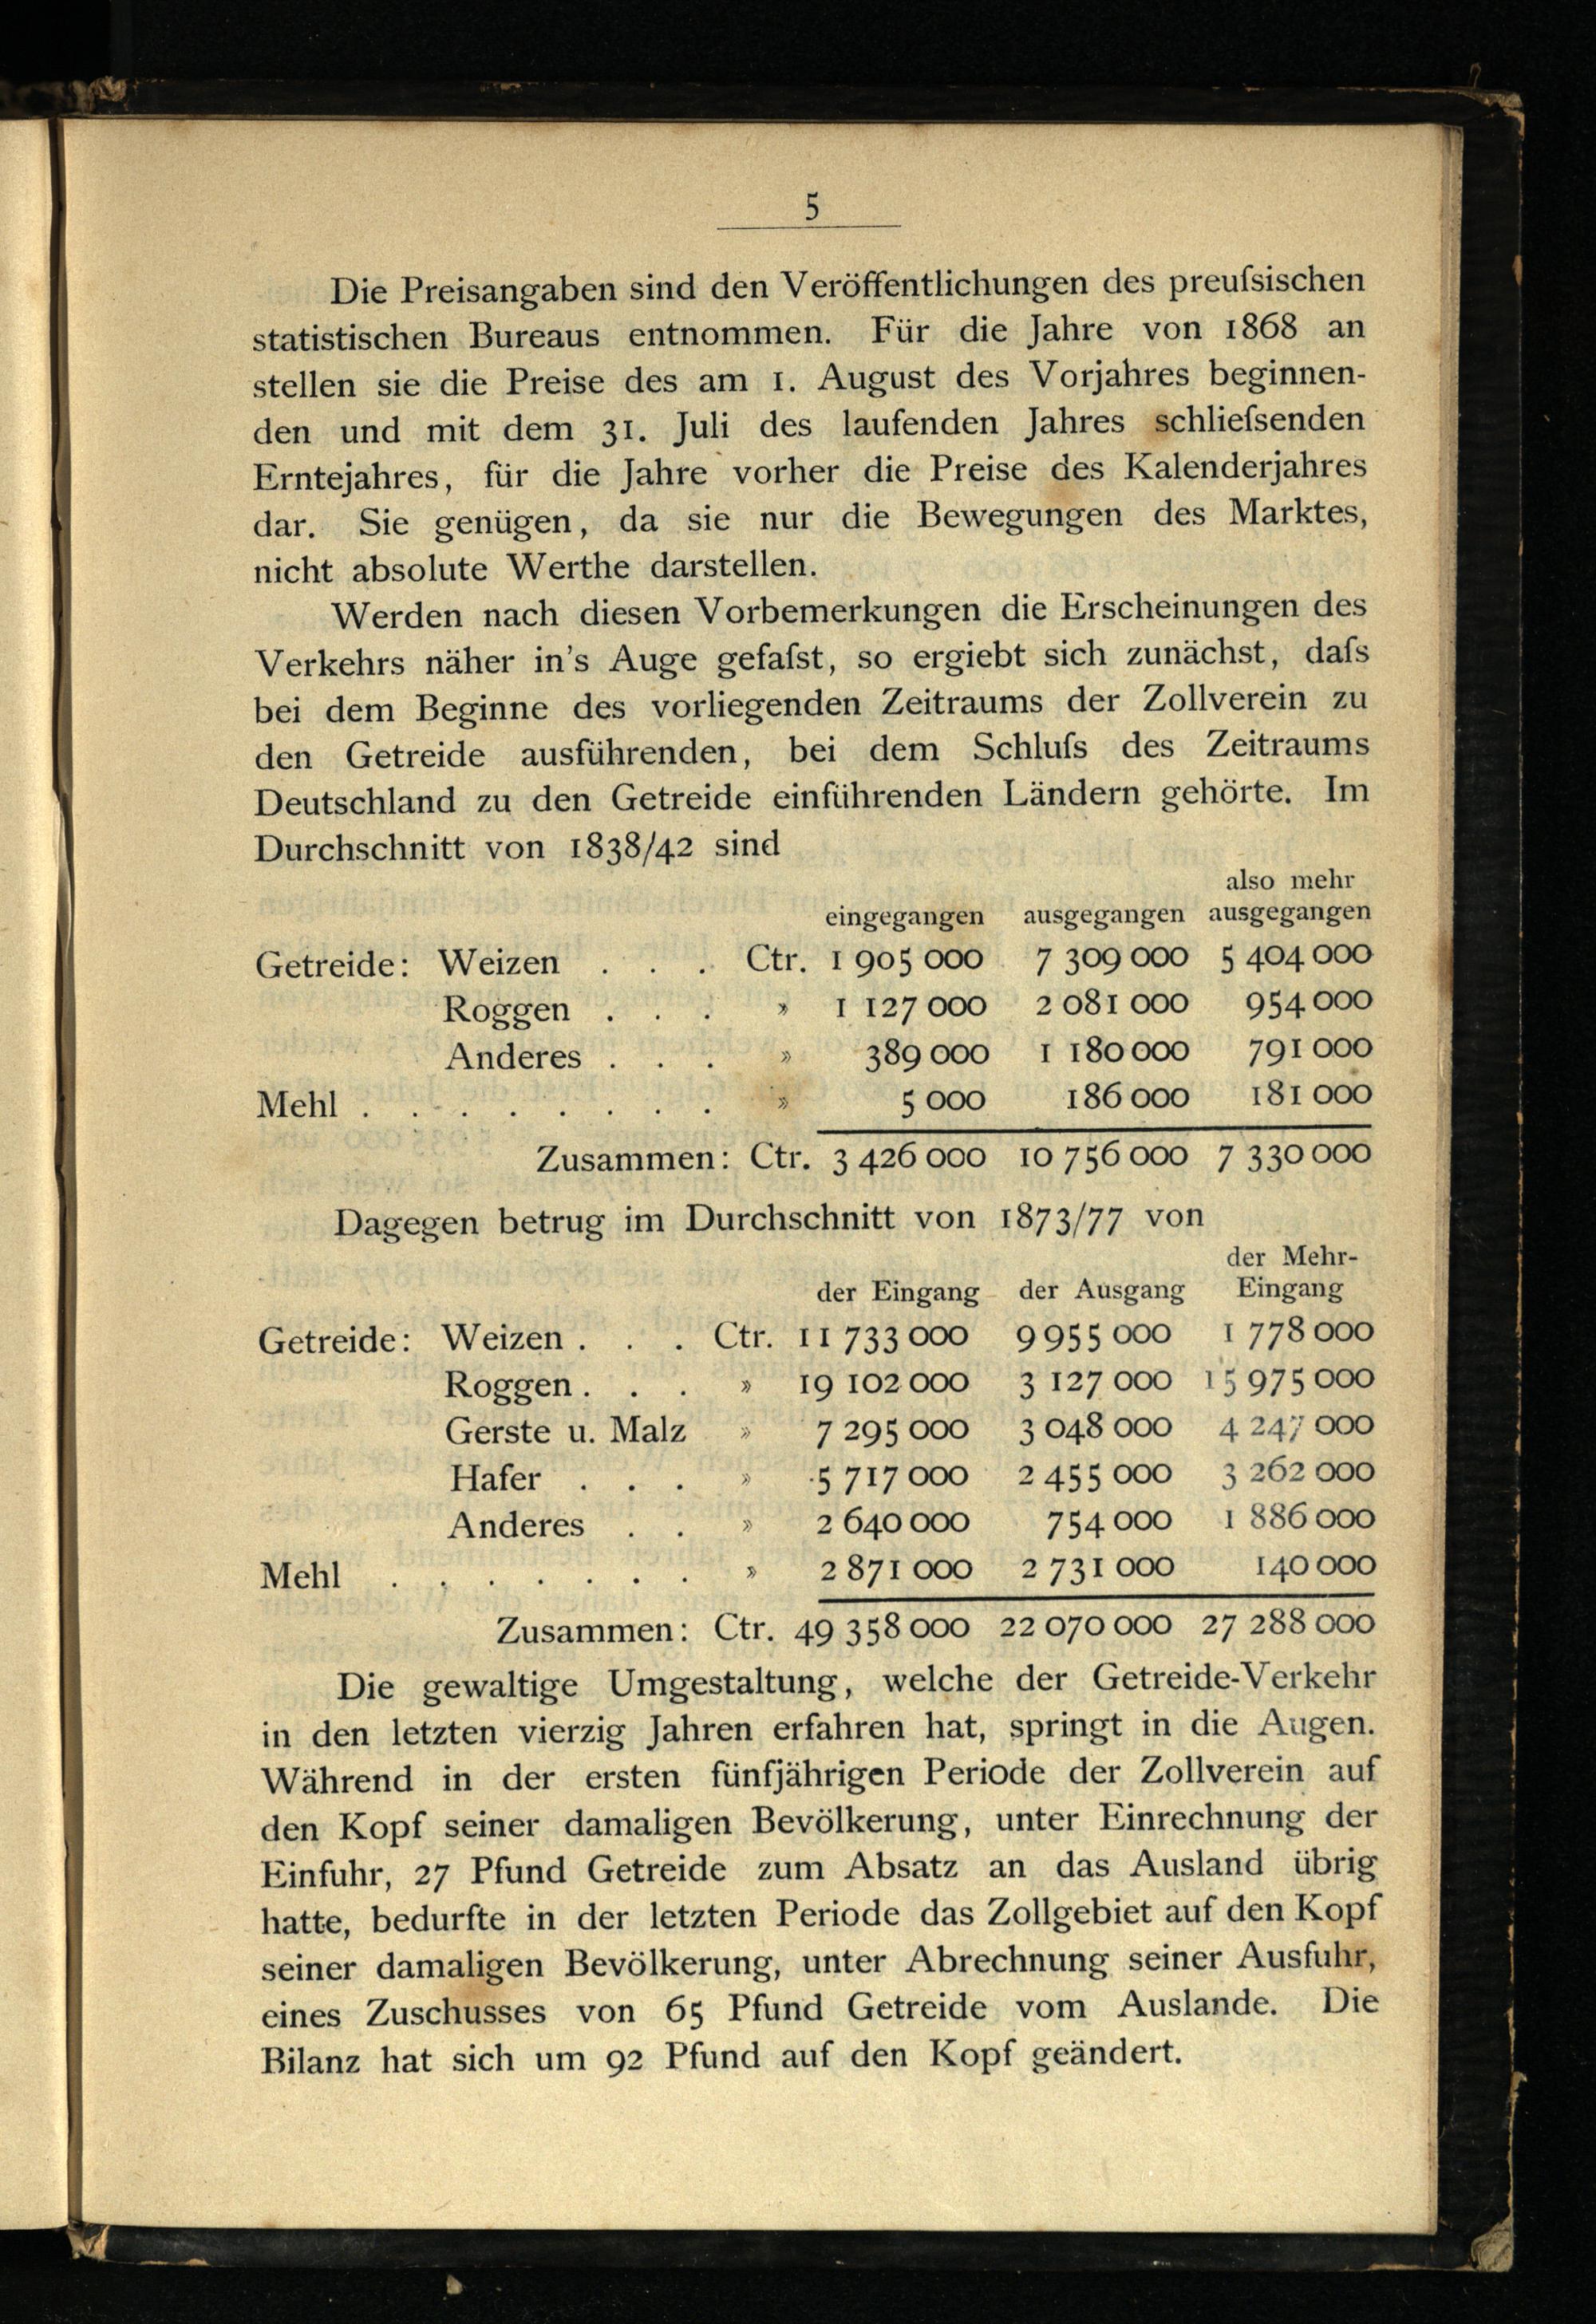 5
Die Preisangaben sind den Veröffentlichungen des preuſsischen
statistischen Bureaus entnommen. Für die Jahre von 1868 an
stellen sie die Preise des am 1. August des Vorjahres beginnen-
den und mit dem 31. Juli des laufenden Jahres schlieſsenden
Erntejahres, für die Jahre vorher die Preise des Kalenderjahres
dar. Sie genügen, da sie nur die Bewegungen des Marktes,
nicht absolute Werthe darstellen.
Werden nach diesen Vorbemerkungen die Erscheinungen des
Verkehrs näher in's Auge gefaſst, so ergiebt sich zunächst, daſs
bei dem Beginne des vorliegenden Zeitraums der Zollverein zu
den Getreide ausführenden, bei dem Schluſs des Zeitraums
Deutschland zu den Getreide einführenden Ländern gehörte. Im
Durchschnitt von 1838/42 sind
also mehr
eingegangen ausgegangen ausgegangen
Getreide: Weizen . . . Ctr. 1 905 000 7 309 000 5 404 000
Roggen . . . » 1 127 000 2 081 000 954 000
Anderes . . . » 389 000 1 180 000 791 000
Mehl . . . . . . . . » 5 000 186 000 181 000
Zusammen: Ctr. 3 426 000 10 756 000 7 330 000
Dagegen betrug im Durchschnitt von 1873/77 von
der Mehr-
der Eingang der Ausgang Eingang
Getreide: Weizen . . . Ctr. 11 733 000 9 955 000 1 778 000
Roggen . . . » 19 102 000 3 127 000 15 975 000
Gerste u. Malz » 7 295 000 3 048 000 4 247 000
Hafer . . . » 5 717 000 2 455 000 3 262 000
Anderes . . » 2 640 000 754 000 1 886 000
Mehl . . . . . . . » 2 871 000 2 731 000 140 000
Zusammen: Ctr. 49 358 000 22 070 000 27 288 000
Die gewaltige Umgestaltung, welche der Getreide-Verkehr
in den letzten vierzig Jahren erfahren hat, springt in die Augen.
Während in der ersten fünfjährigen Periode der Zollverein auf
den Kopf seiner damaligen Bevölkerung, unter Einrechnung der
Einfuhr, 27 Pfund Getreide zum Absatz an das Ausland übrig
hatte, bedurfte in der letzten Periode das Zollgebiet auf den Kopf
seiner damaligen Bevölkerung, unter Abrechnung seiner Ausfuhr,
eines Zuschusses von 65 Pfund Getreide vom Auslande. Die
Bilanz hat sich um 92 Pfund auf den Kopf geändert.